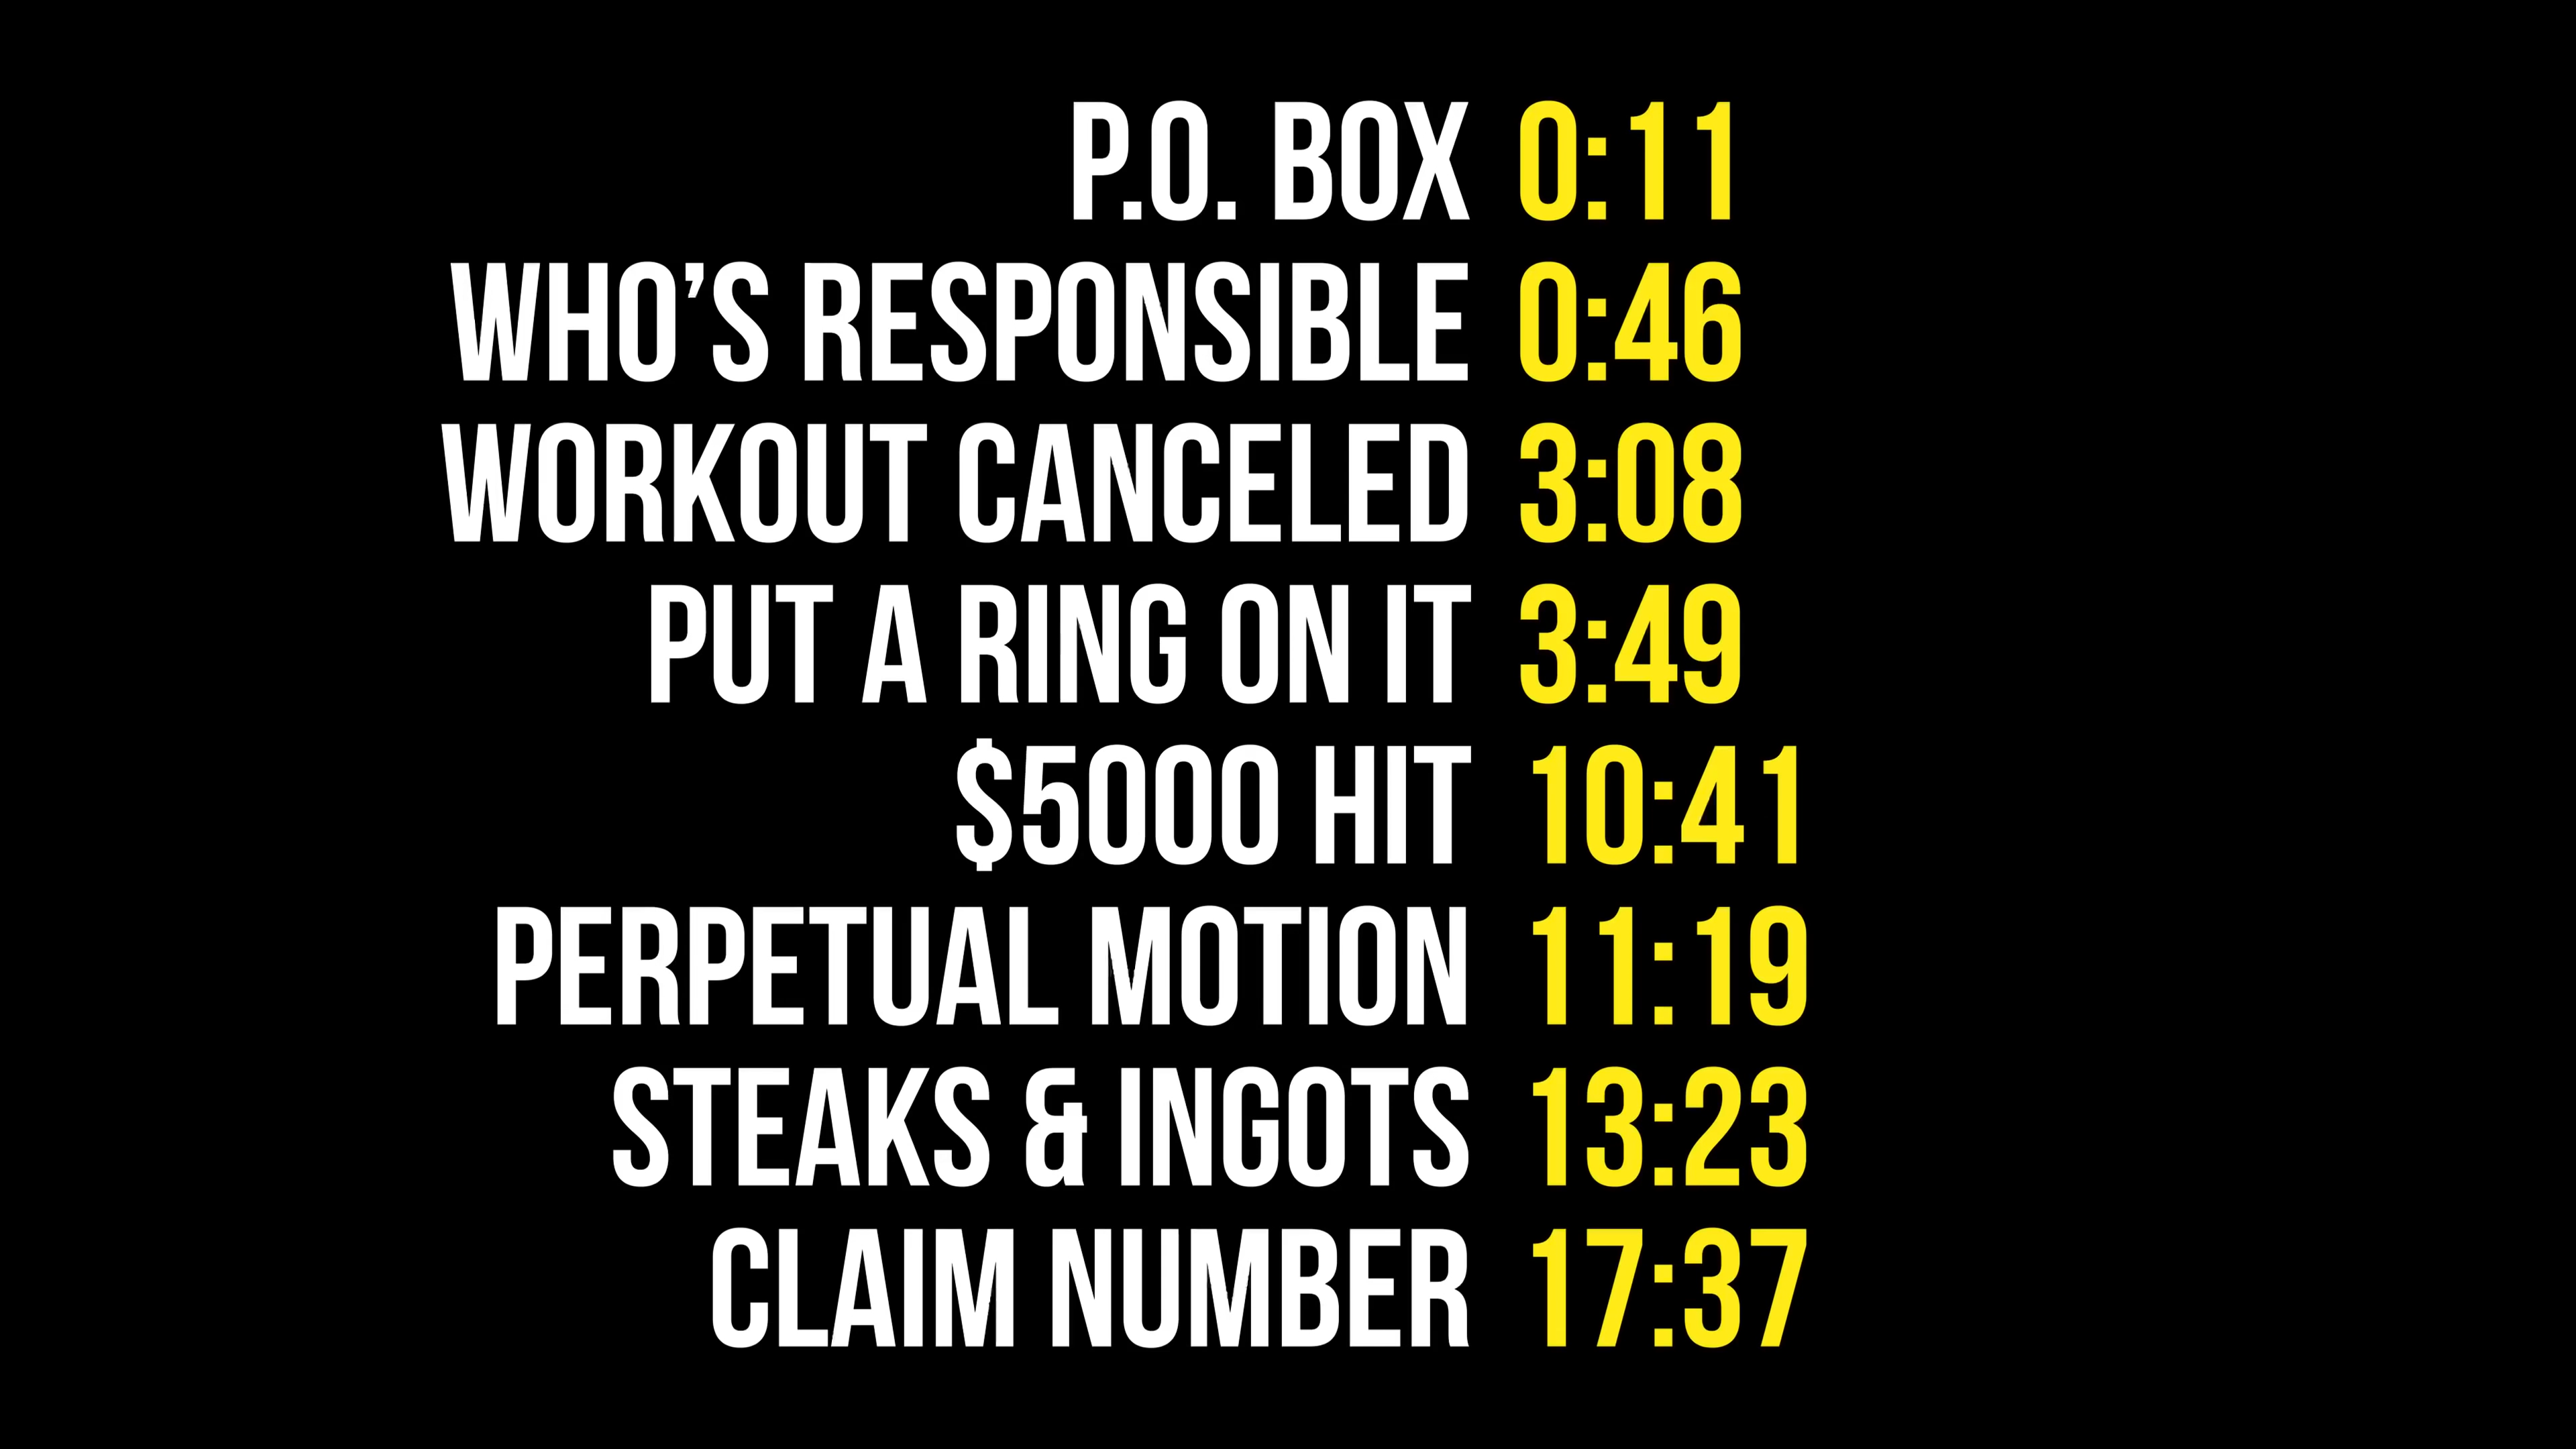 P.O. BOX 0:11
WHO’S RESPONSIBLE 0:46
WORKOUT CANCELED 3:08
PUT A RING ON IT 3:49
$5000 HIT 10:41
PERPETUAL MOTION 11:19
STEAKS & INGOTS 13:23
CLAIM NUMBER 17:37